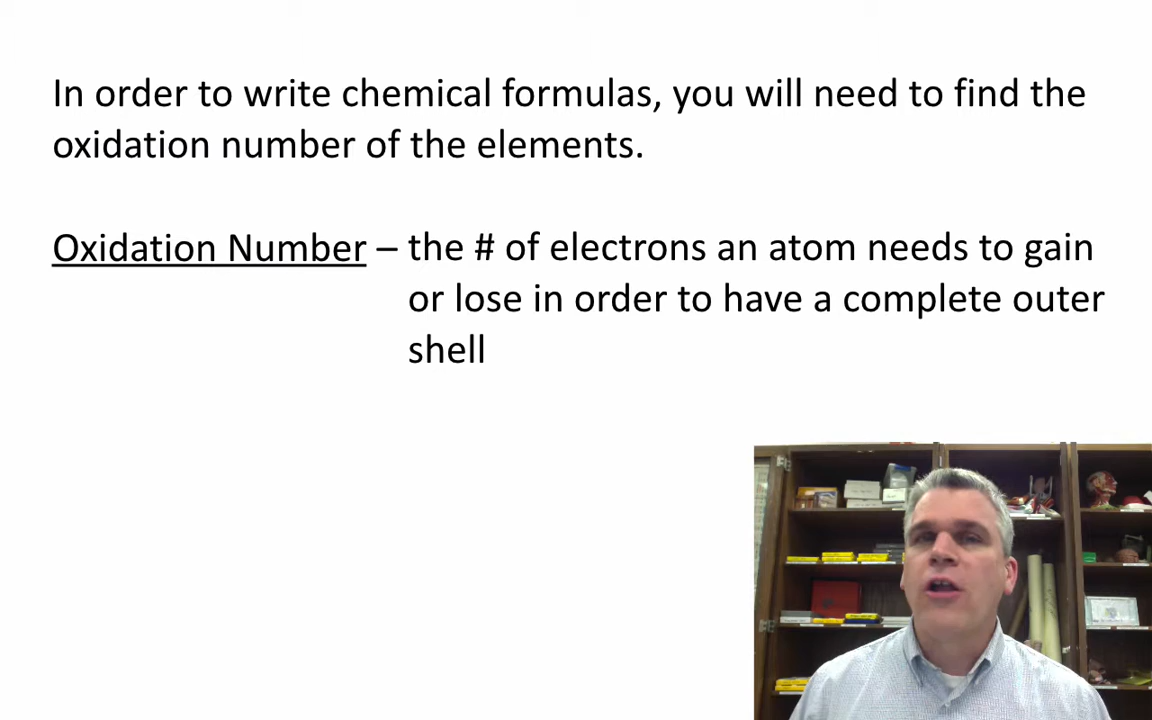 In order to write chemical formulas, you will need to find the
oxidation number of the elements.
Oxidation Number – the # of electrons an atom needs to gain
or lose in order to have a complete outer
shell